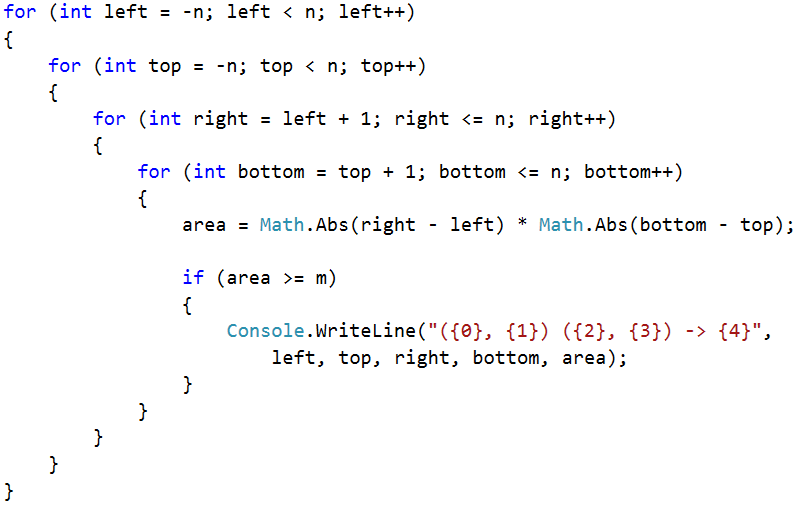 for (int left = -n; left < n; left++)
{
    for (int top = -n; top < n; top++)
    {
        for (int right = left + 1; right <= n; right++)
        {
            for (int bottom = top + 1; bottom <= n; bottom++)
            {
                area = Math.Abs(right - left) * Math.Abs(bottom - top);

                if (area >= m)
                {
                    Console.WriteLine("({0}, {1}) ({2}, {3}) -> {4}",
                        left, top, right, bottom, area);
                }
            }
        }
    }
}